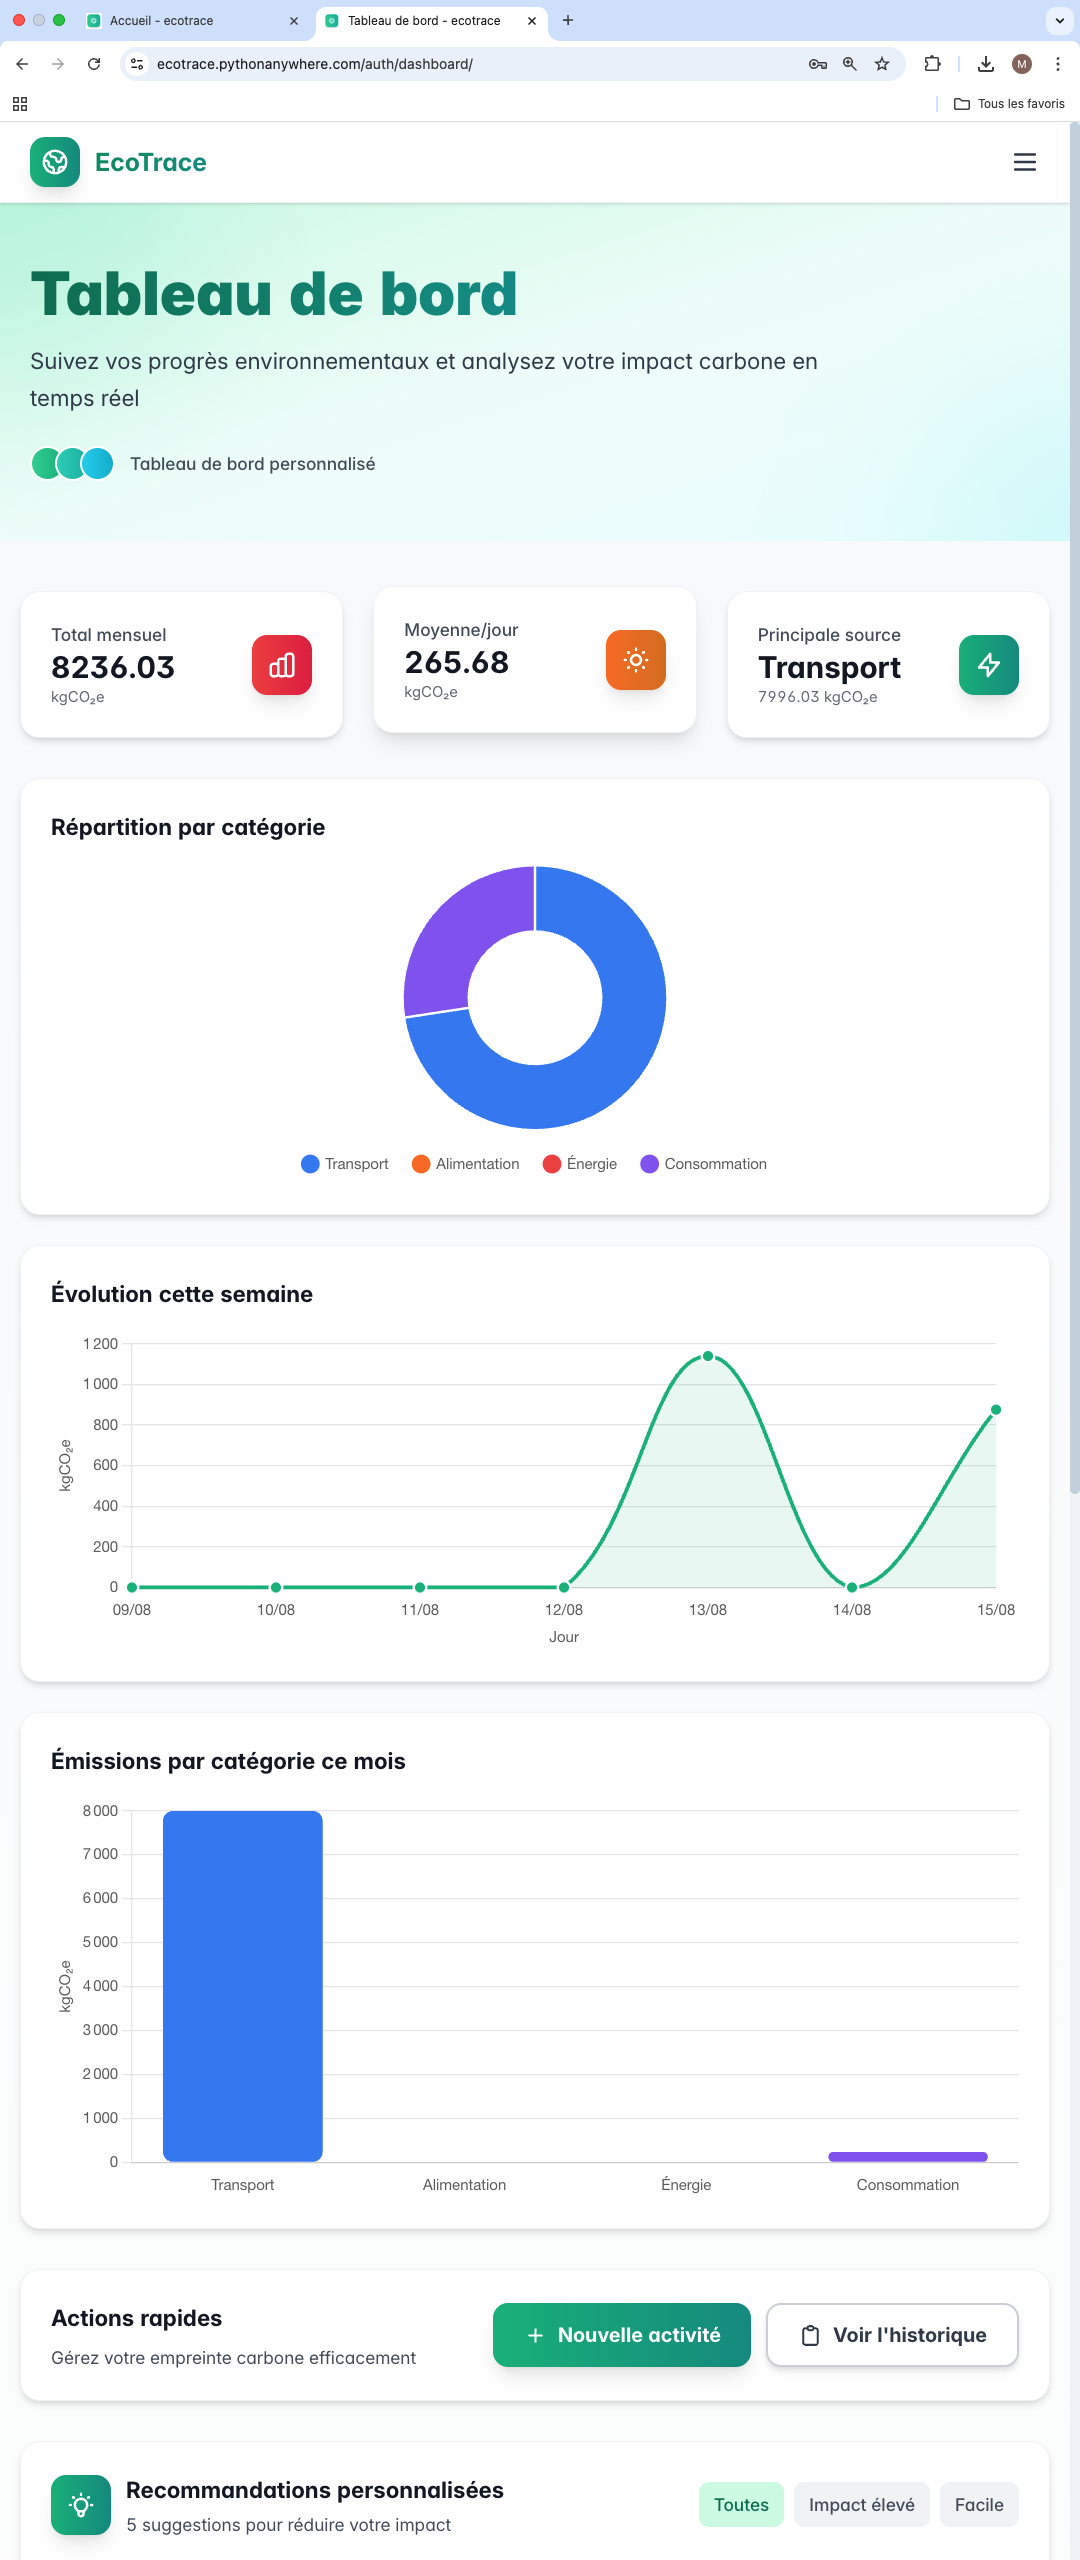 Accueil - ecotrace
Tableau de bord - ecotrace
ecotrace.pythonanywhere.com/auth/dashboard/
M
Tous les favoris
EcoTrace
Tableau de bord
Suivez vos progrès environnementaux et analysez votre impact carbone en
temps réel
Tableau de bord personnalisé
Total mensuel
8236.03
kgCO₂e
Moyenne/jour
265.68
kgCO₂e
Principale source
Transport
7996.03 kgCO₂e
Répartition par catégorie
Transport
Alimentation
Énergie
Consommation
Évolution cette semaine
1 200
1 000
800
600
400
200
0
kgCO₂e
09/08
10/08
11/08
12/08
13/08
14/08
15/08
Jour
Émissions par catégorie ce mois
8 000
7 000
6 000
5 000
4 000
3 000
2 000
1 000
0
kgCO₂e
Transport
Alimentation
Énergie
Consommation
Actions rapides
Gérez votre empreinte carbone efficacement
Nouvelle activité
Voir l'historique
Recommandations personnalisées
5 suggestions pour réduire votre impact
Toutes
Impact élevé
Facile